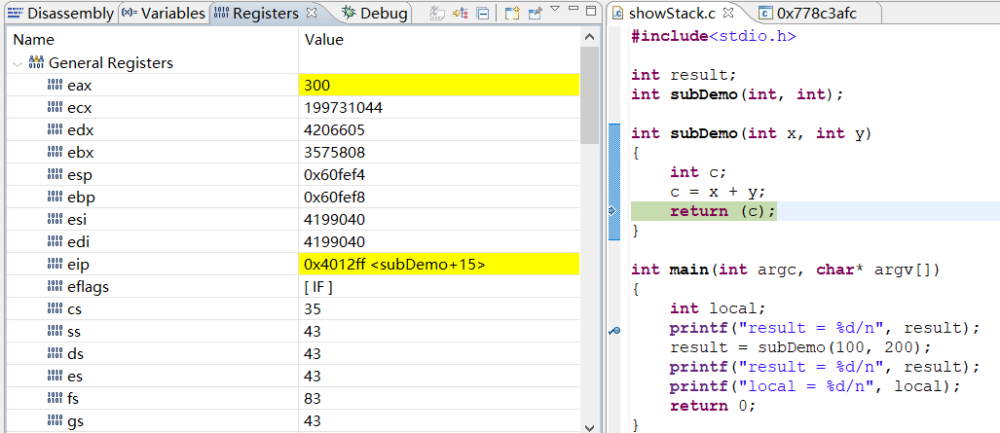 Disassembly (x)= Variables Registers Debug
Name Value
General Registers
eax 300
ecx 199731044
edx 4206605
ebx 3575808
esp 0x60fef4
ebp 0x60fef8
esi 4199040
edi 4199040
eip 0x4012ff <subDemo+15>
eflags [ IF ]
cs 35
ss 43
ds 43
es 43
fs 83
gs 43
showStack.c 0x778c3afc
#include<stdio.h>
int result;
int subDemo(int, int);
int subDemo(int x, int y)
{
int c;
c = x + y;
return (c);
}
int main(int argc, char* argv[])
{
int local;
printf("result = %d/n", result);
result = subDemo(100, 200);
printf("result = %d/n", result);
printf("local = %d/n", local);
return 0;
}